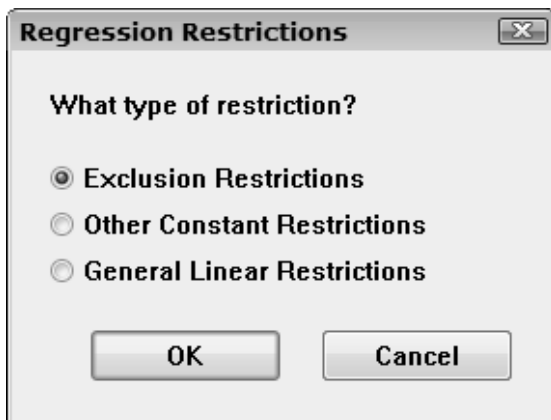 Regression Restrictions
What type of restriction?
Exclusion Restrictions
Other Constant Restrictions
General Linear Restrictions
OK
Cancel